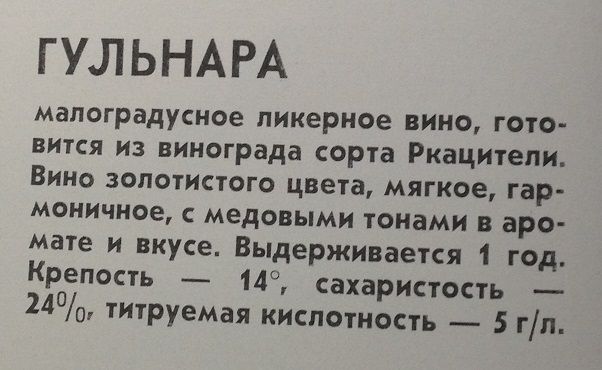 ГУЛЬНАРА
малоградусное ликерное вино, гото-
вится из винограда сорта Ркацители.
Вино золотистого цвета, мягкое, гар-
моничное, с медовыми тонами в аро-
мате и вкусе. Выдерживается 1 год.
Крепость — 14°, сахаристость —
24%, титруемая кислотность — 5 г/л.